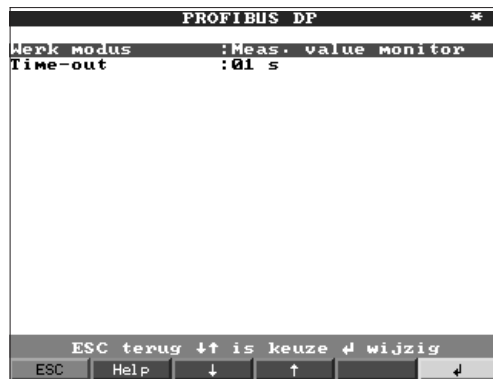 PROFIBUS DP *
Werk modus :Meas. value monitor
Time-out :01 s
ESC terug ↓↑ is keuze ↲ wijzig
ESC Help ↓ ↑ ↲